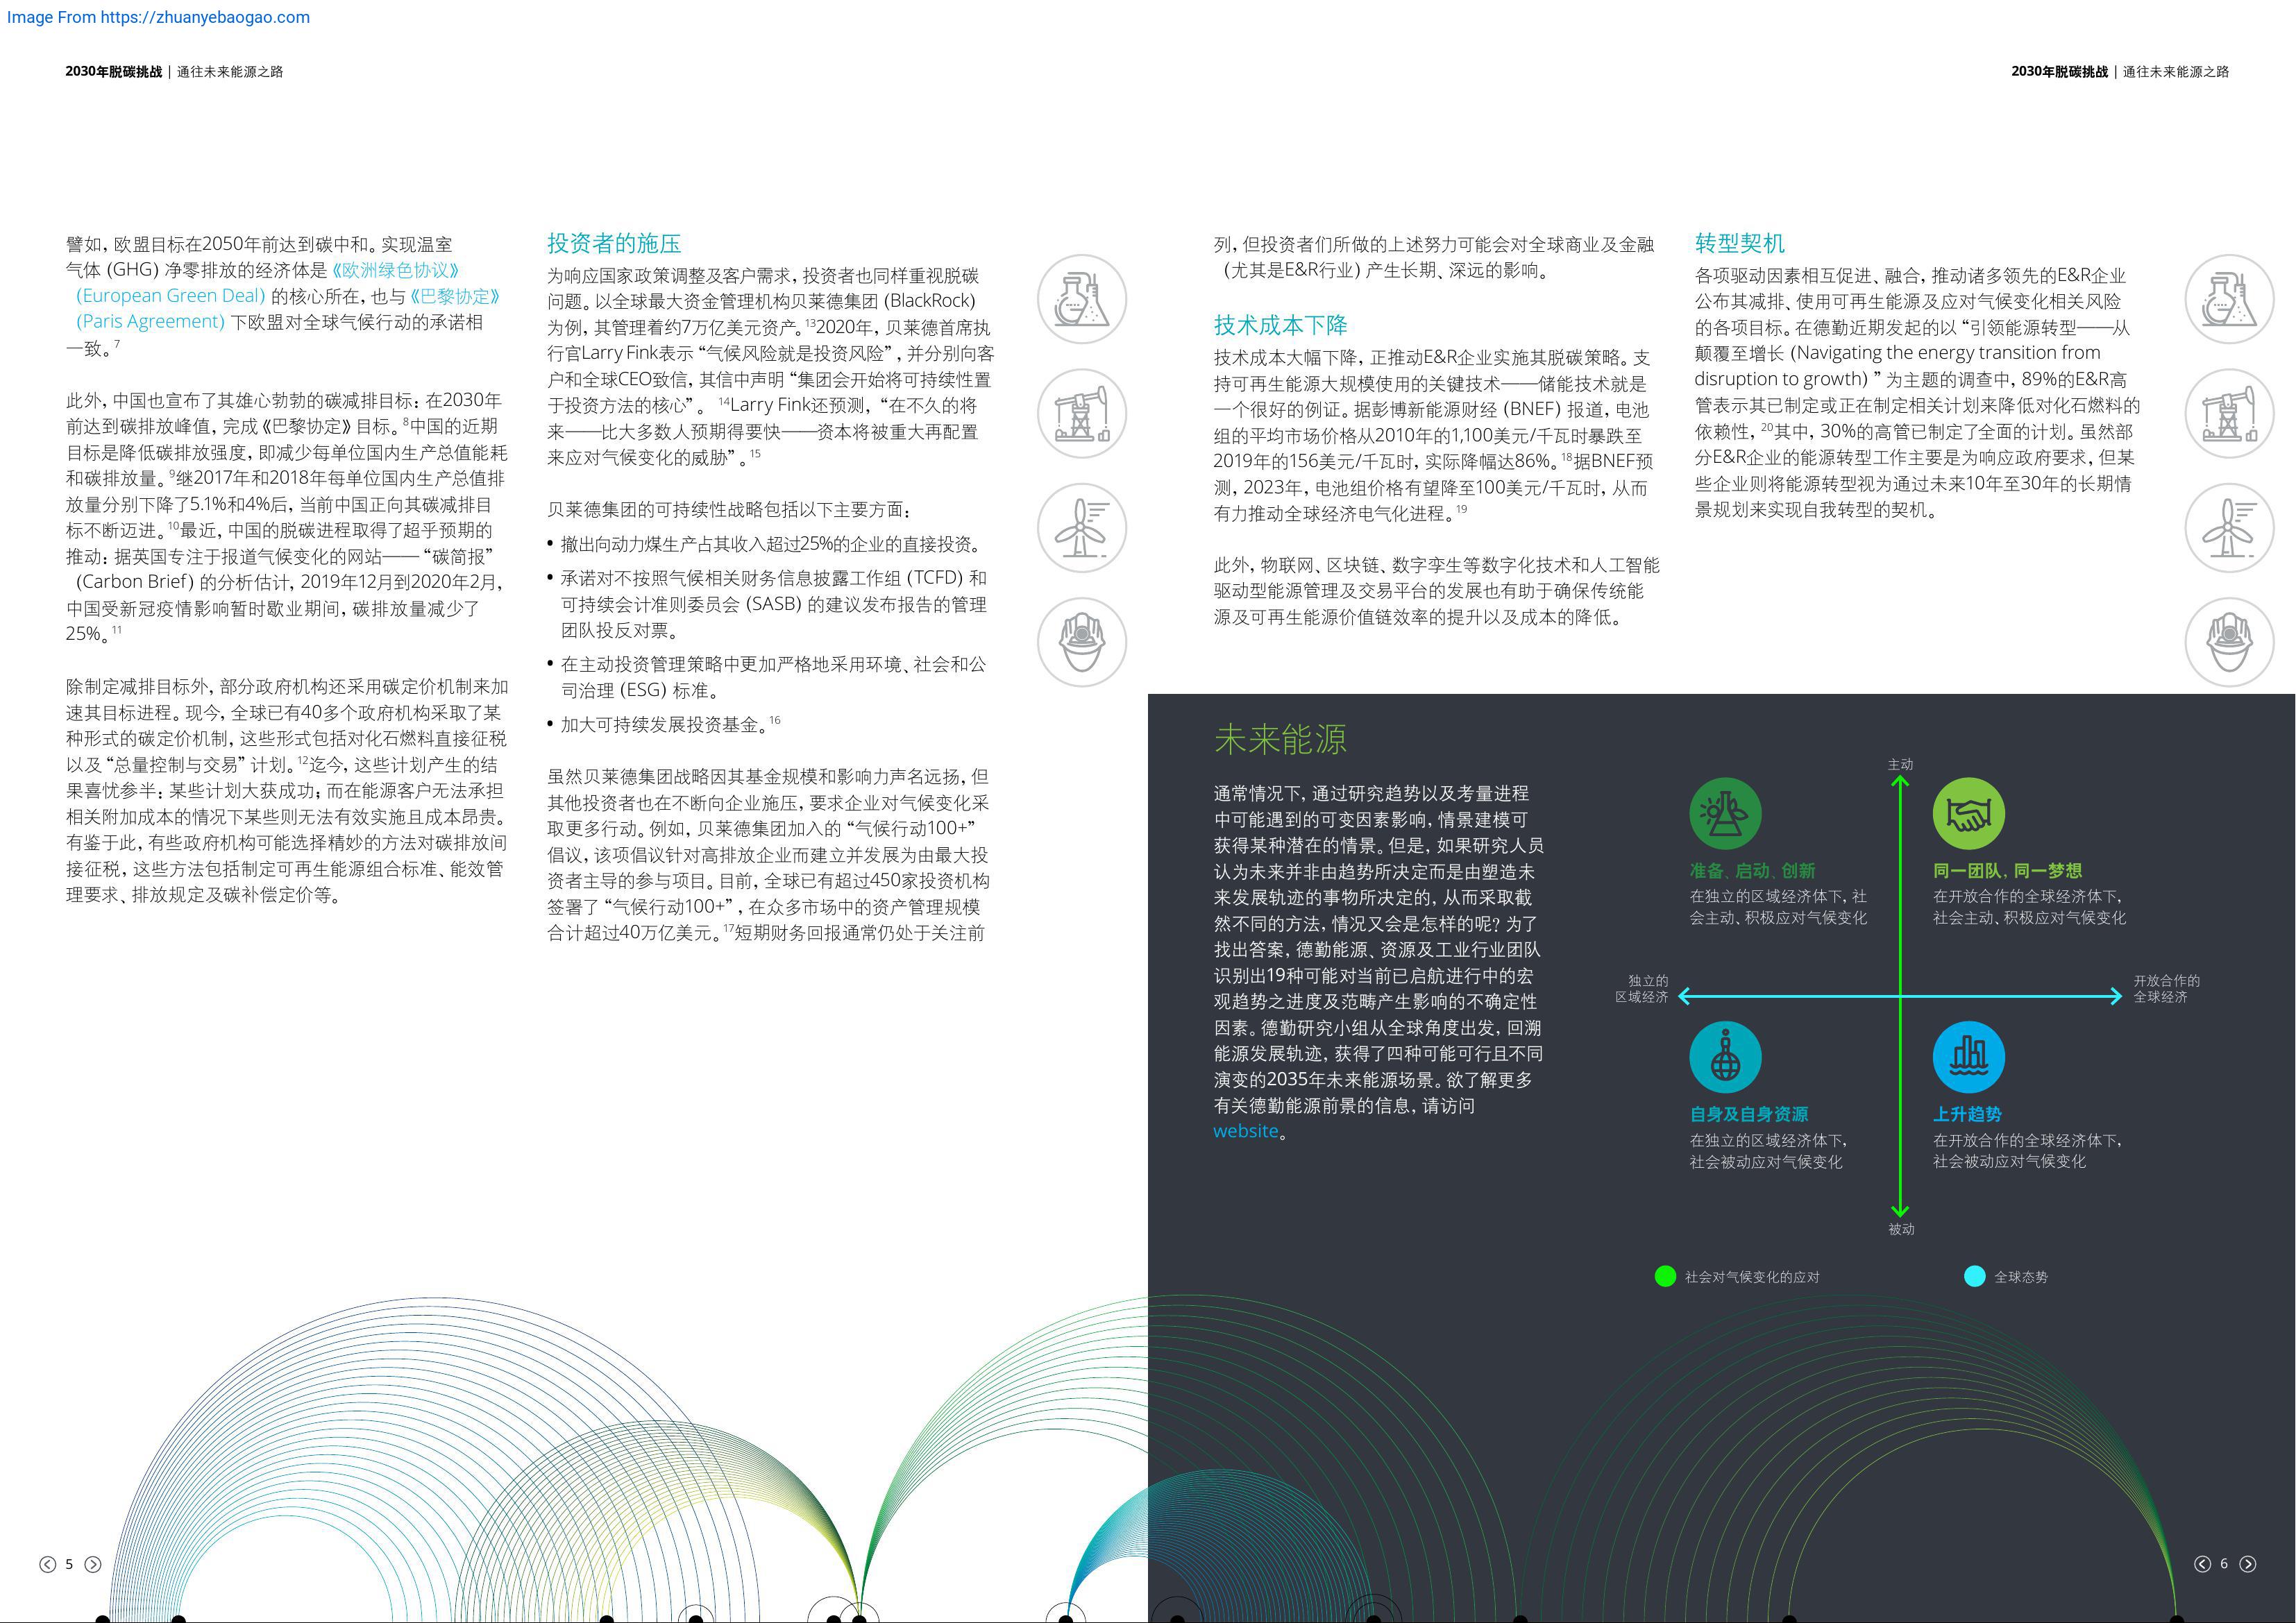 Image From https://zhuanyebaogao.com
2030年脱碳挑战 | 通往未来能源之路
2030年脱碳挑战 | 通往未来能源之路
譬如，欧盟目标在2050年前达到碳中和。实现温室
气体（GHG）净零排放的经济体是《欧洲绿色协议》
（European Green Deal）的核心所在，也与《巴黎协定》
（Paris Agreement）下欧盟对全球气候行动的承诺相
一致。7
此外，中国也宣布了其雄心勃勃的碳减排目标：在2030年
前达到碳排放峰值，完成《巴黎协定》目标。8中国的近期
目标是降低碳排放强度，即减少每单位国内生产总值能耗
和碳排放量。9继2017年和2018年每单位国内生产总值排
放量分别下降了5.1%和4%后，当前中国正向其碳减排目
标不断迈进。10最近，中国的脱碳进程取得了超乎预期的
推动：据英国专注于报道气候变化的网站——“碳简报”
（Carbon Brief）的分析估计，2019年12月到2020年2月，
中国受新冠疫情影响暂时歇业期间，碳排放量减少了
25%。11
除制定减排目标外，部分政府机构还采用碳定价机制来加
速其目标进程。现今，全球已有40多个政府机构采取了某
种形式的碳定价机制，这些形式包括对化石燃料直接征税
以及“总量控制与交易”计划。12迄今，这些计划产生的结
果喜忧参半：某些计划大获成功；而在能源客户无法承担
相关附加成本的情况下某些则无法有效实施且成本昂贵。
有鉴于此，有些政府机构可能选择精妙的方法对碳排放间
接征税，这些方法包括制定可再生能源组合标准、能效管
理要求、排放规定及碳补偿定价等。
投资者的施压
为响应国家政策调整及客户需求，投资者也同样重视脱碳
问题。以全球最大资金管理机构贝莱德集团（BlackRock）
为例，其管理着约7万亿美元资产。132020年，贝莱德首席执
行官Larry Fink表示“气候风险就是投资风险”，并分别向客
户和全球CEO致信，其信中声明“集团会开始将可持续性置
于投资方法的核心”。14Larry Fink还预测，“在不久的将
来——比大多数人预期得要快——资本将被重大再配置
来应对气候变化的威胁”。15
贝莱德集团的可持续性战略包括以下主要方面：
• 撤出向动力煤生产占其收入超过25%的企业的直接投资。
• 承诺对不按照气候相关财务信息披露工作组（TCFD）和
可持续会计准则委员会（SASB）的建议发布报告的管理
团队投反对票。
• 在主动投资管理策略中更加严格地采用环境、社会和公
司治理（ESG）标准。
• 加大可持续发展投资基金。16
虽然贝莱德集团战略因其基金规模和影响力声名远扬，但
其他投资者也在不断向企业施压，要求企业对气候变化采
取更多行动。例如，贝莱德集团加入的“气候行动100+”
倡议，该项倡议针对高排放企业而建立并发展为由最大投
资者主导的参与项目。目前，全球已有超过450家投资机构
签署了“气候行动100+”，在众多市场中的资产管理规模
合计超过40万亿美元。17短期财务回报通常仍处于关注前
列，但投资者们所做的上述努力可能会对全球商业及金融
（尤其是E&R行业）产生长期、深远的影响。
技术成本下降
技术成本大幅下降，正推动E&R企业实施其脱碳策略。支
持可再生能源大规模使用的关键技术——储能技术就是
一个很好的例证。据彭博新能源财经（BNEF）报道，电池
组的平均市场价格从2010年的1,100美元/千瓦时暴跌至
2019年的156美元/千瓦时，实际降幅达86%。18据BNEF预
测，2023年，电池组价格有望降至100美元/千瓦时，从而
有力推动全球经济电气化进程。19
此外，物联网、区块链、数字孪生等数字化技术和人工智能
驱动型能源管理及交易平台的发展也有助于确保传统能
源及可再生能源价值链效率的提升以及成本的降低。
转型契机
各项驱动因素相互促进、融合，推动诸多领先的E&R企业
公布其减排、使用可再生能源及应对气候变化相关风险
的各项目标。在德勤近期发起的以“引领能源转型——从
颠覆至增长（Navigating the energy transition from
disruption to growth）”为主题的调查中，89%的E&R高
管表示其已制定或正在制定相关计划来降低对化石燃料的
依赖性，20其中，30%的高管已制定了全面的计划。虽然部
分E&R企业的能源转型工作主要是为响应政府要求，但某
些企业则将能源转型视为通过未来10年至30年的长期情
景规划来实现自我转型的契机。
未来能源
通常情况下，通过研究趋势以及考量进程
中可能遇到的可变因素影响，情景建模可
获得某种潜在的情景。但是，如果研究人员
认为未来并非由趋势所决定而是由塑造未
来发展轨迹的事物所决定的，从而采取截
然不同的方法，情况又会是怎样的呢？为了
找出答案，德勤能源、资源及工业行业团队
识别出19种可能对当前已启航进行中的宏
观趋势之进度及范畴产生影响的不确定性
因素。德勤研究小组从全球角度出发，回溯
能源发展轨迹，获得了四种可能可行且不同
演变的2035年未来能源场景。欲了解更多
有关德勤能源前景的信息，请访问
website。
主动
准备、启动、创新
在独立的区域经济体下，社
会主动、积极应对气候变化
同一团队，同一梦想
在开放合作的全球经济体下，
社会主动、积极应对气候变化
独立的
区域经济
开放合作的
全球经济
自身及自身资源
在独立的区域经济体下，
社会被动应对气候变化
上升趋势
在开放合作的全球经济体下，
社会被动应对气候变化
被动
社会对气候变化的应对
全球态势
5
6